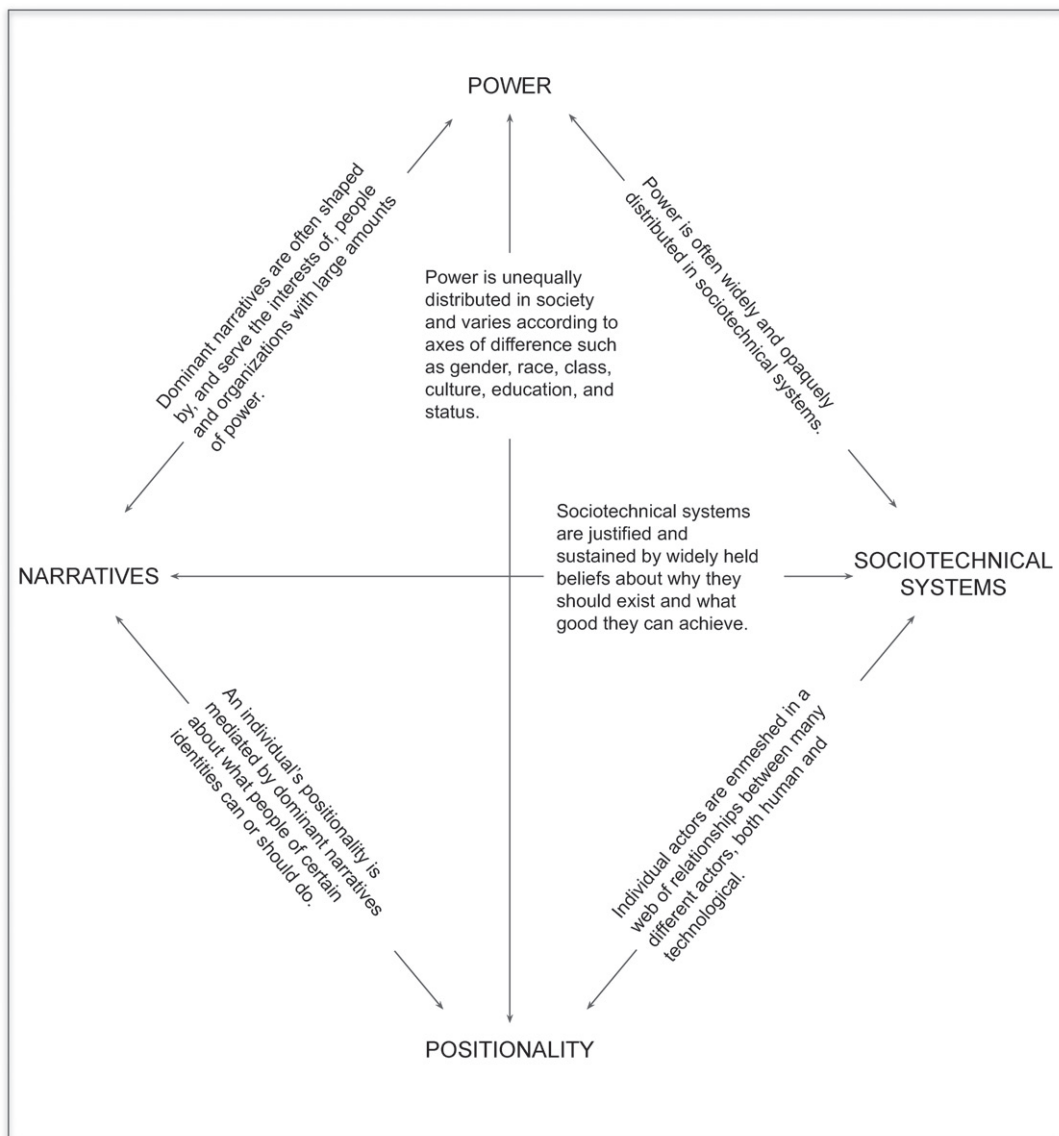 POWER
Dominant narratives are often shaped
by, and serve the interests of, people
and organizations with large amounts
of power.
Power is unequally
distributed in society
and varies according to
axes of difference such
as gender, race, class,
culture, education, and
status.
Power is often widely and opaquely
distributed in sociotechnical systems.
NARRATIVES
Sociotechnical systems
are justified and
sustained by widely held
beliefs about why they
should exist and what
good they can achieve.
SOCIOTECHNICAL
SYSTEMS
An individual’s positionality is
mediated by dominant narratives
about what people of certain
identities can or should do.
Individual actors are enmeshed in a
web of relationships between many
different actors, both human and
technological.
POSITIONALITY